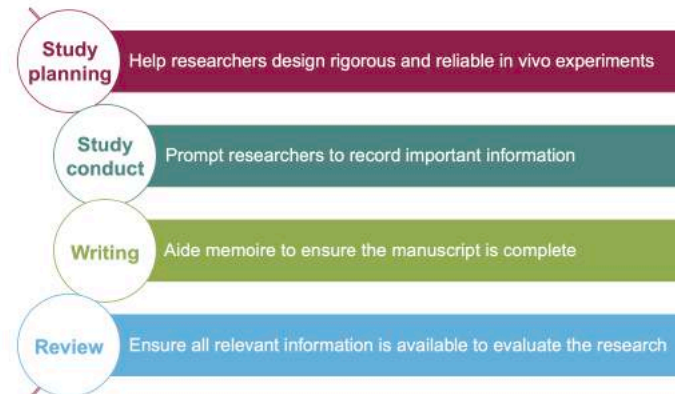 Study
planning
Help researchers design rigorous and reliable in vivo experiments
Study
conduct
Prompt researchers to record important information
Writing
Aide memoire to ensure the manuscript is complete
Review
Ensure all relevant information is available to evaluate the research